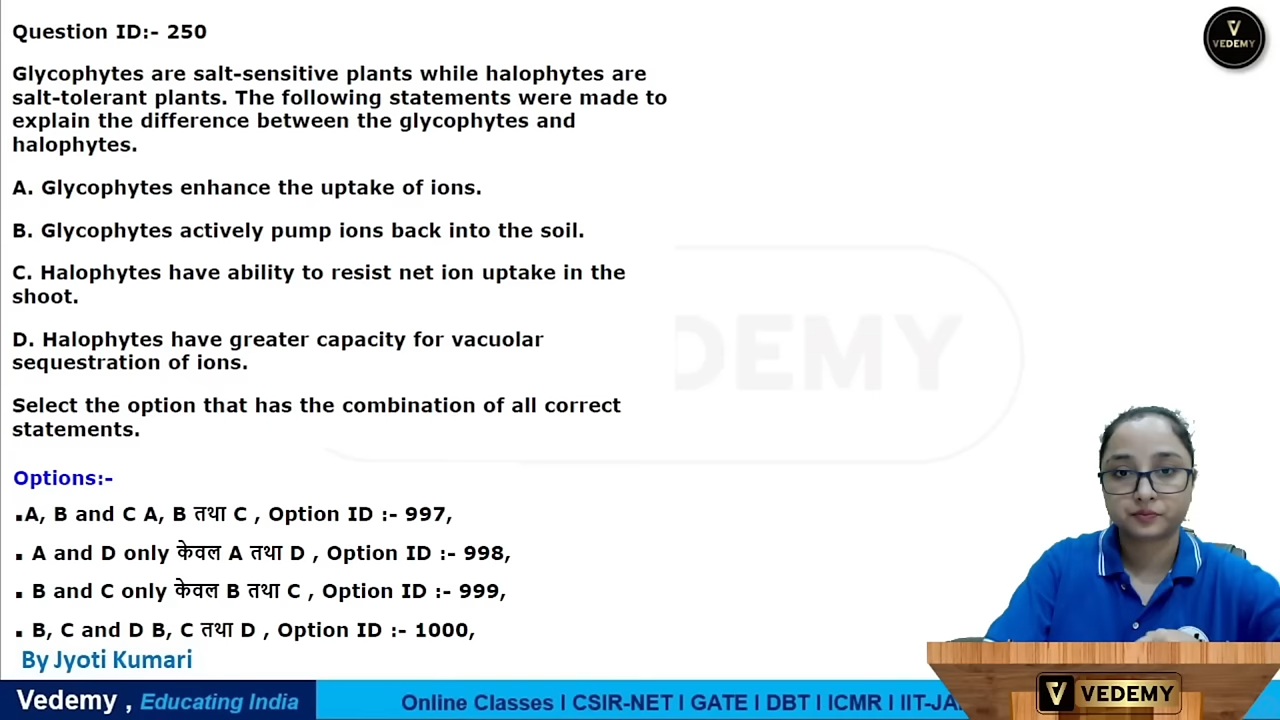 Question ID:- 250
VEDEMY
Glycophytes are salt-sensitive plants while halophytes are
salt-tolerant plants. The following statements were made to
explain the difference between the glycophytes and
halophytes.
A. Glycophytes enhance the uptake of ions.
B. Glycophytes actively pump ions back into the soil.
C. Halophytes have ability to resist net ion uptake in the
shoot.
D. Halophytes have greater capacity for vacuolar
sequestration of ions.
DEMY
Select the option that has the combination of all correct
statements.
Options:-
.A, B and C A, B तथा C , Option ID :- 997,
. A and D only केवल A तथा D , Option ID :- 998,
. B and C only केवल B तथा C , Option ID :- 999,
. B, C and D B, C तथा D , Option ID :- 1000,
By Jyoti Kumari
VEDEMY
Vedemy , Educating India
Online Classes I CSIR-NET I GATE I DBT I ICMR I IIT-JA